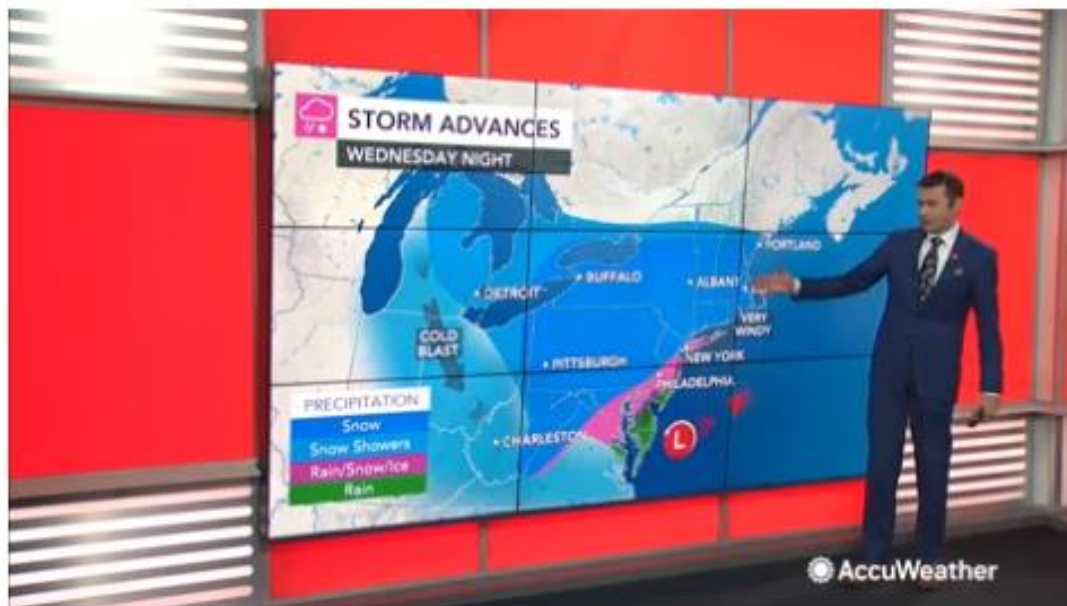 STORM ADVANCES
WEDNESDAY NIGHT
PORTLAND
BUFFALO
ALBANY
DETROIT
VERY
WINDY
COLD
BLAST
NEW YORK
PITTSBURGH
PHILADELPHIA
PRECIPITATION
Snow
Snow Showers
Rain/Snow/Ice
Rain
CHARLESTON
L
AccuWeather